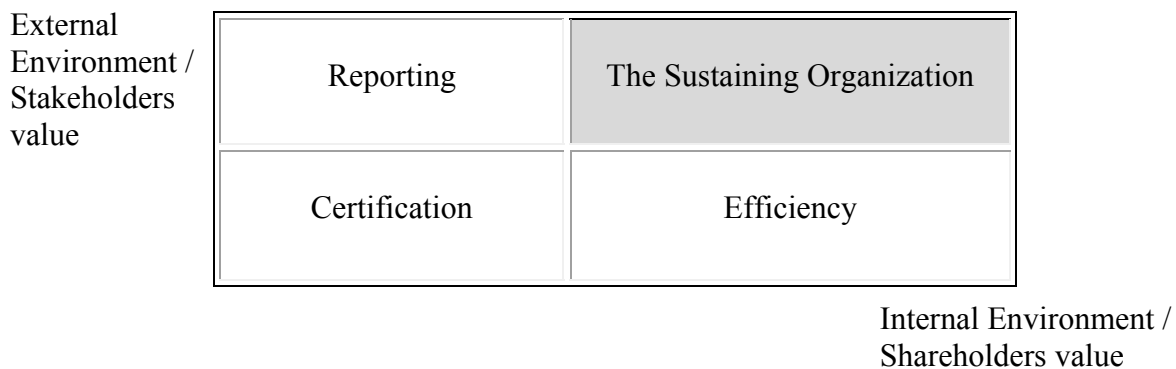 External
Environment /
Stakeholders
value
Reporting
The Sustaining Organization
Certification
Efficiency
Internal Environment /
Shareholders value